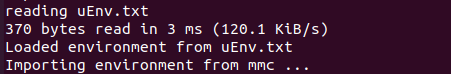 reading uEnv.txt
370 bytes read in 3 ms (120.1 KiB/s)
Loaded environment from uEnv.txt
Importing environment from mmc ...